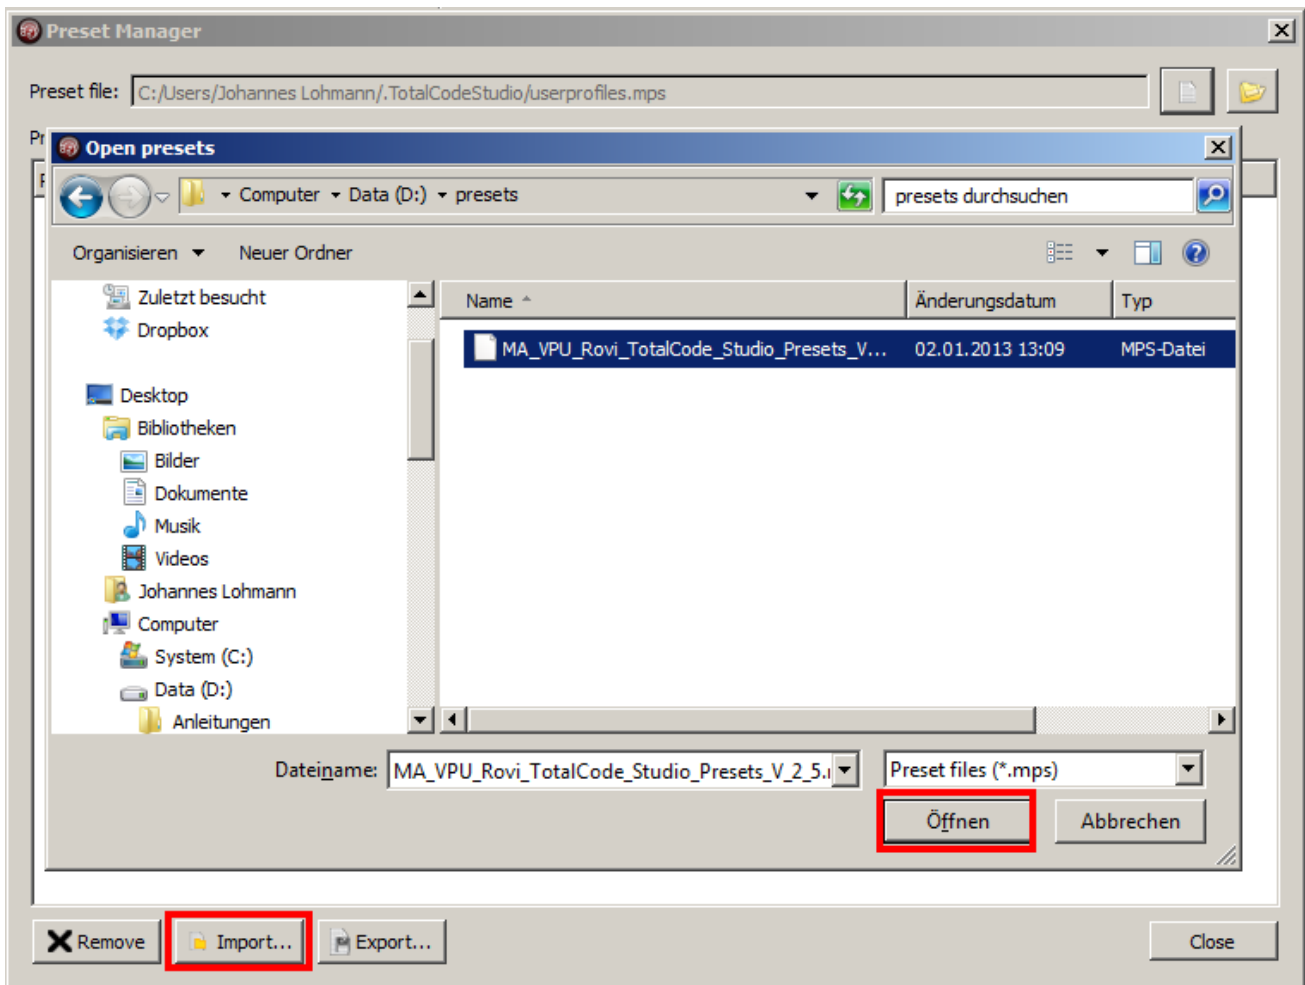 Preset Manager
Preset file: C:/Users/Johannes Lohmann/.TotalCodeStudio/userprofiles.mps
Open presets
Computer Data (D:) presets
presets durchsuchen
Organisieren Neuer Ordner
Zuletzt besucht
Dropbox
Desktop
Bibliotheken
Bilder
Dokumente
Musik
Videos
Johannes Lohmann
Computer
System (C:)
Data (D:)
Anleitungen
Name Änderungsdatum Typ
MA_VPU_Rovi_TotalCode_Studio_Presets_V... 02.01.2013 13:09 MPS-Datei
Dateiname: MA_VPU_Rovi_TotalCode_Studio_Presets_V_2_5. Preset files (*.mps)
Öffnen Abbrechen
Remove Import... Export... Close